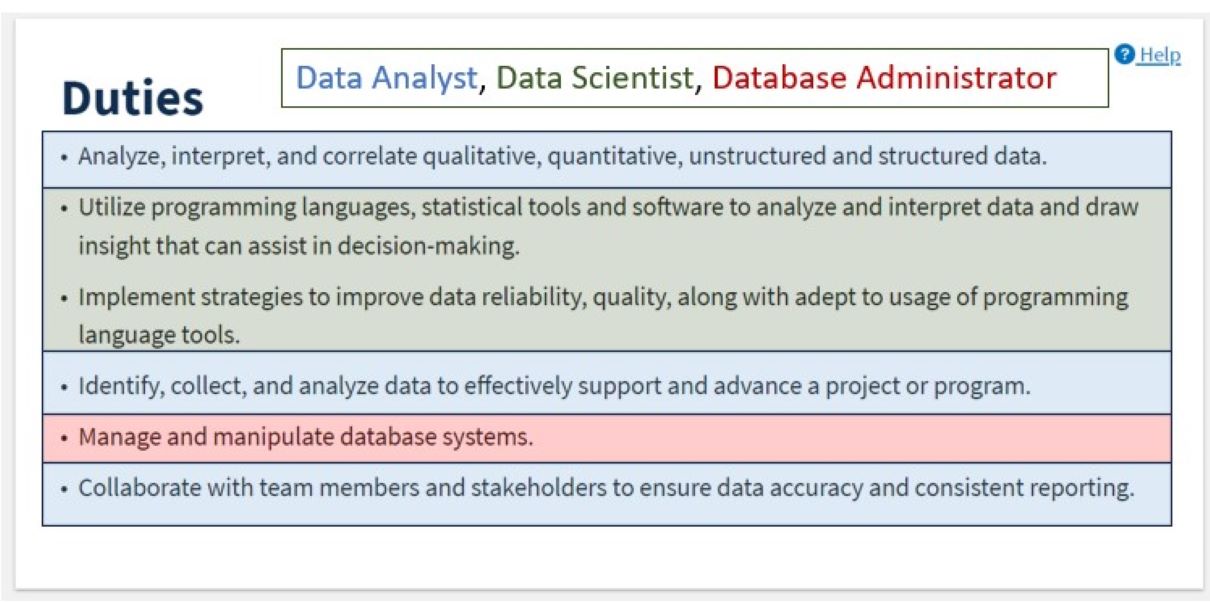 Help
Data Analyst, Data Scientist, Database Administrator
Duties
• Analyze, interpret, and correlate qualitative, quantitative, unstructured and structured data.
• Utilize programming languages, statistical tools and software to analyze and interpret data and draw
insight that can assist in decision-making.
• Implement strategies to improve data reliability, quality, along with adept to usage of programming
language tools.
• Identify, collect, and analyze data to effectively support and advance a project or program.
• Manage and manipulate database systems.
• Collaborate with team members and stakeholders to ensure data accuracy and consistent reporting.